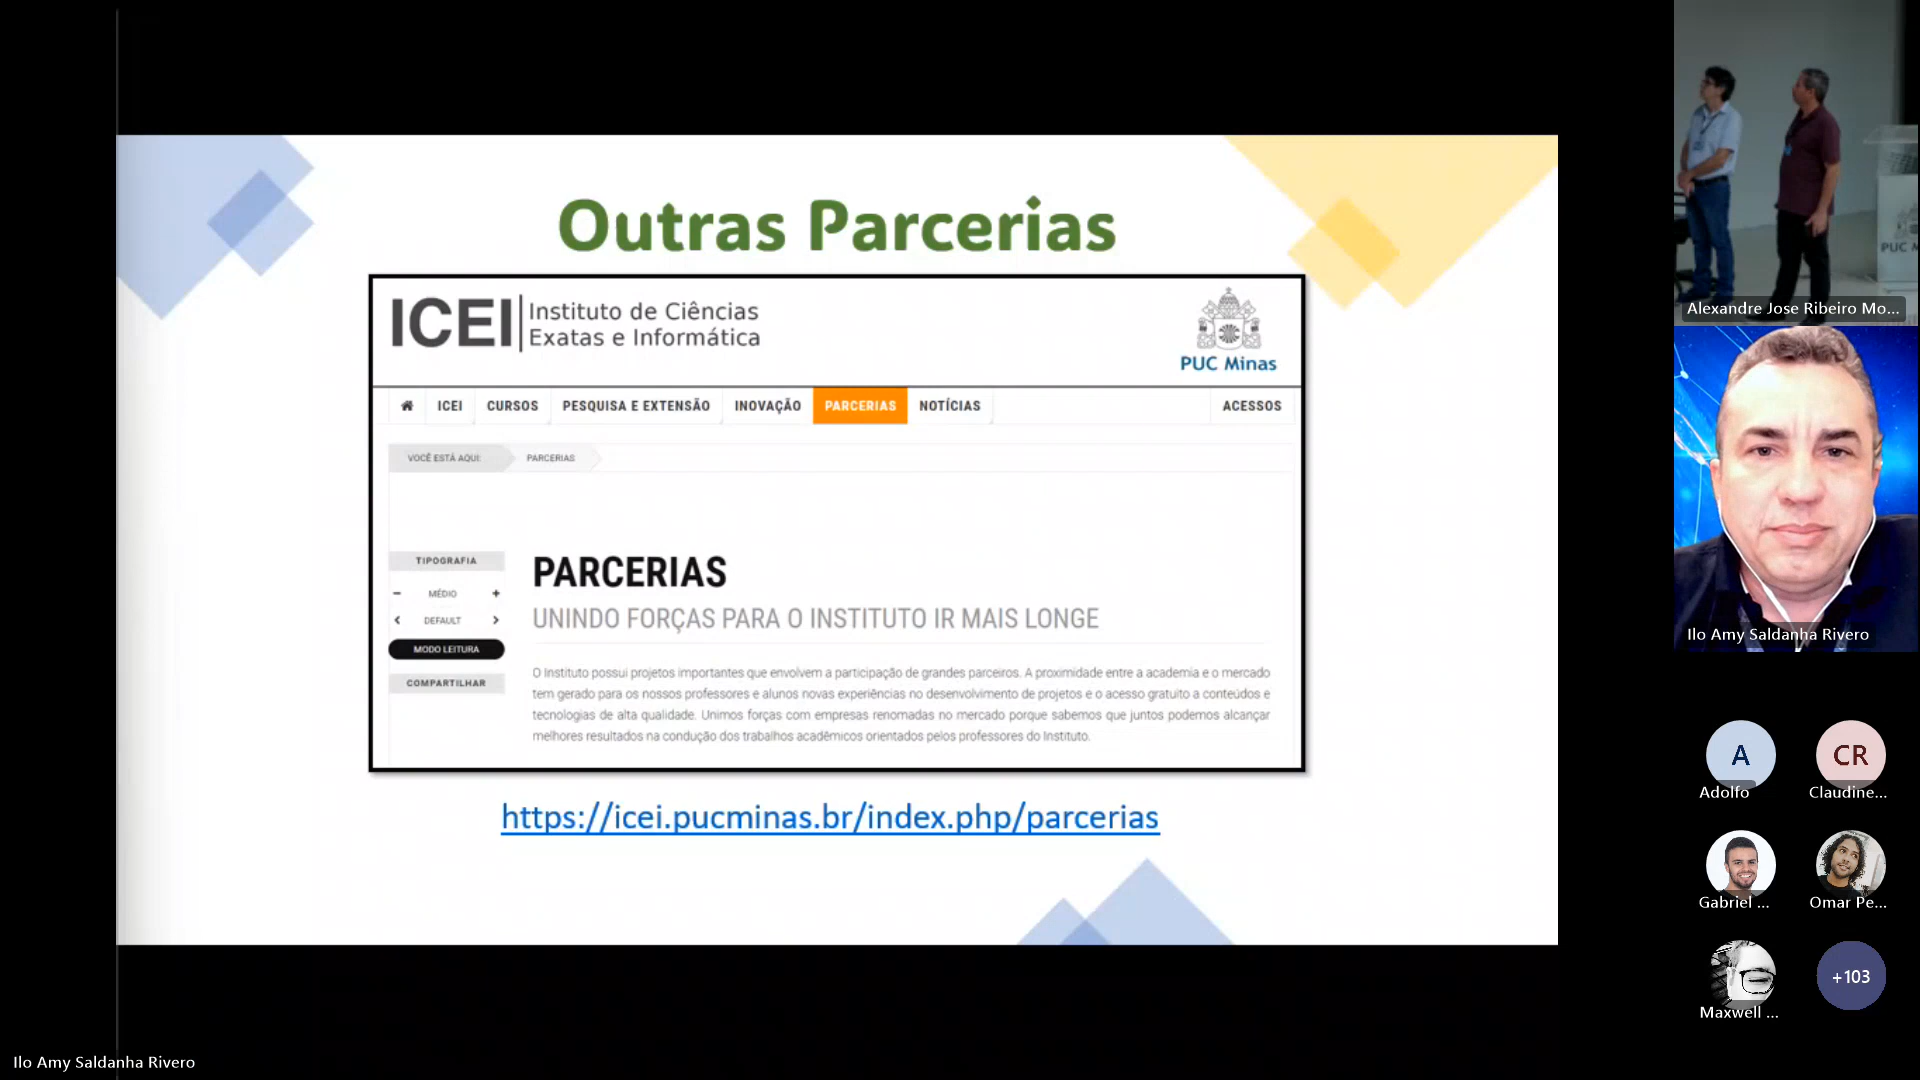 Outras Parcerias
ICEI Instituto de Ciências
Exatas e Informática
PUC Minas
ICEI CURSOS PESQUISA E EXTENSÃO INOVAÇÃO PARCERIAS NOTÍCIAS ACESSOS
VOCÊ ESTÁ AQUI: PARCERIAS
TIPOGRAFIA
- MÉDIO +
< DEFAULT >
MODO LEITURA
COMPARTILHAR
PARCERIAS
UNINDO FORÇAS PARA O INSTITUTO IR MAIS LONGE
O Instituto possui projetos importantes que envolvem a participação de grandes parceiros. A proximidade entre a academia e o mercado
tem gerado para os nossos professores e alunos novas experiências no desenvolvimento de projetos e o acesso gratuito a conteúdos e
tecnologias de alta qualidade. Unimos forças com empresas renomadas no mercado porque sabemos que juntos podemos alcançar
melhores resultados na condução dos trabalhos acadêmicos orientados pelos professores do Instituto.
https://icei.pucminas.br/index.php/parcerias
PUC M
Alexandre Jose Ribeiro Mo...
Ilo Amy Saldanha Rivero
A
Adolfo
CR
Claudine...
Gabriel ...
Omar Pe...
Maxwell ...
+103
Ilo Amy Saldanha Rivero